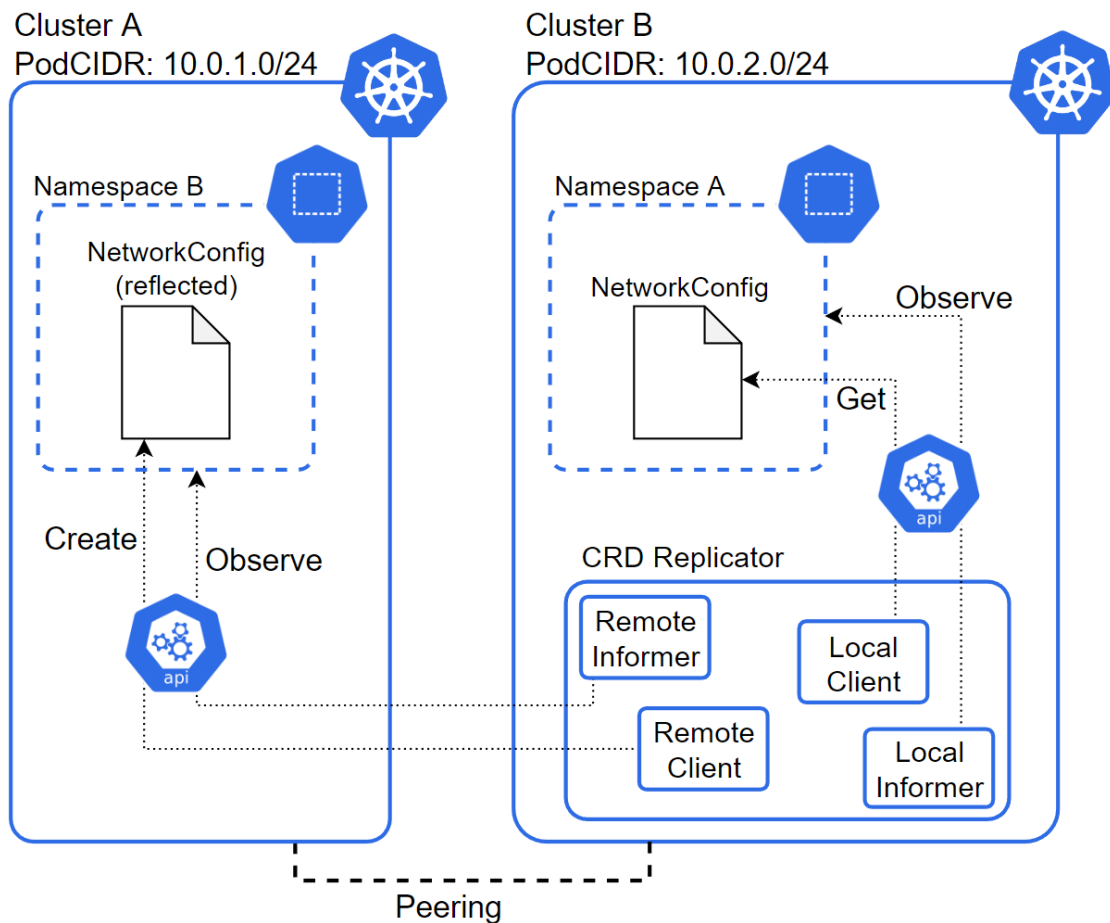 Cluster A
PodCIDR: 10.0.1.0/24
Namespace B
NetworkConfig
(reflected)
Create
Observe
api
Cluster B
PodCIDR: 10.0.2.0/24
Namespace A
NetworkConfig
Observe
Get
api
CRD Replicator
Remote
Informer
Local
Client
Remote
Client
Local
Informer
Peering